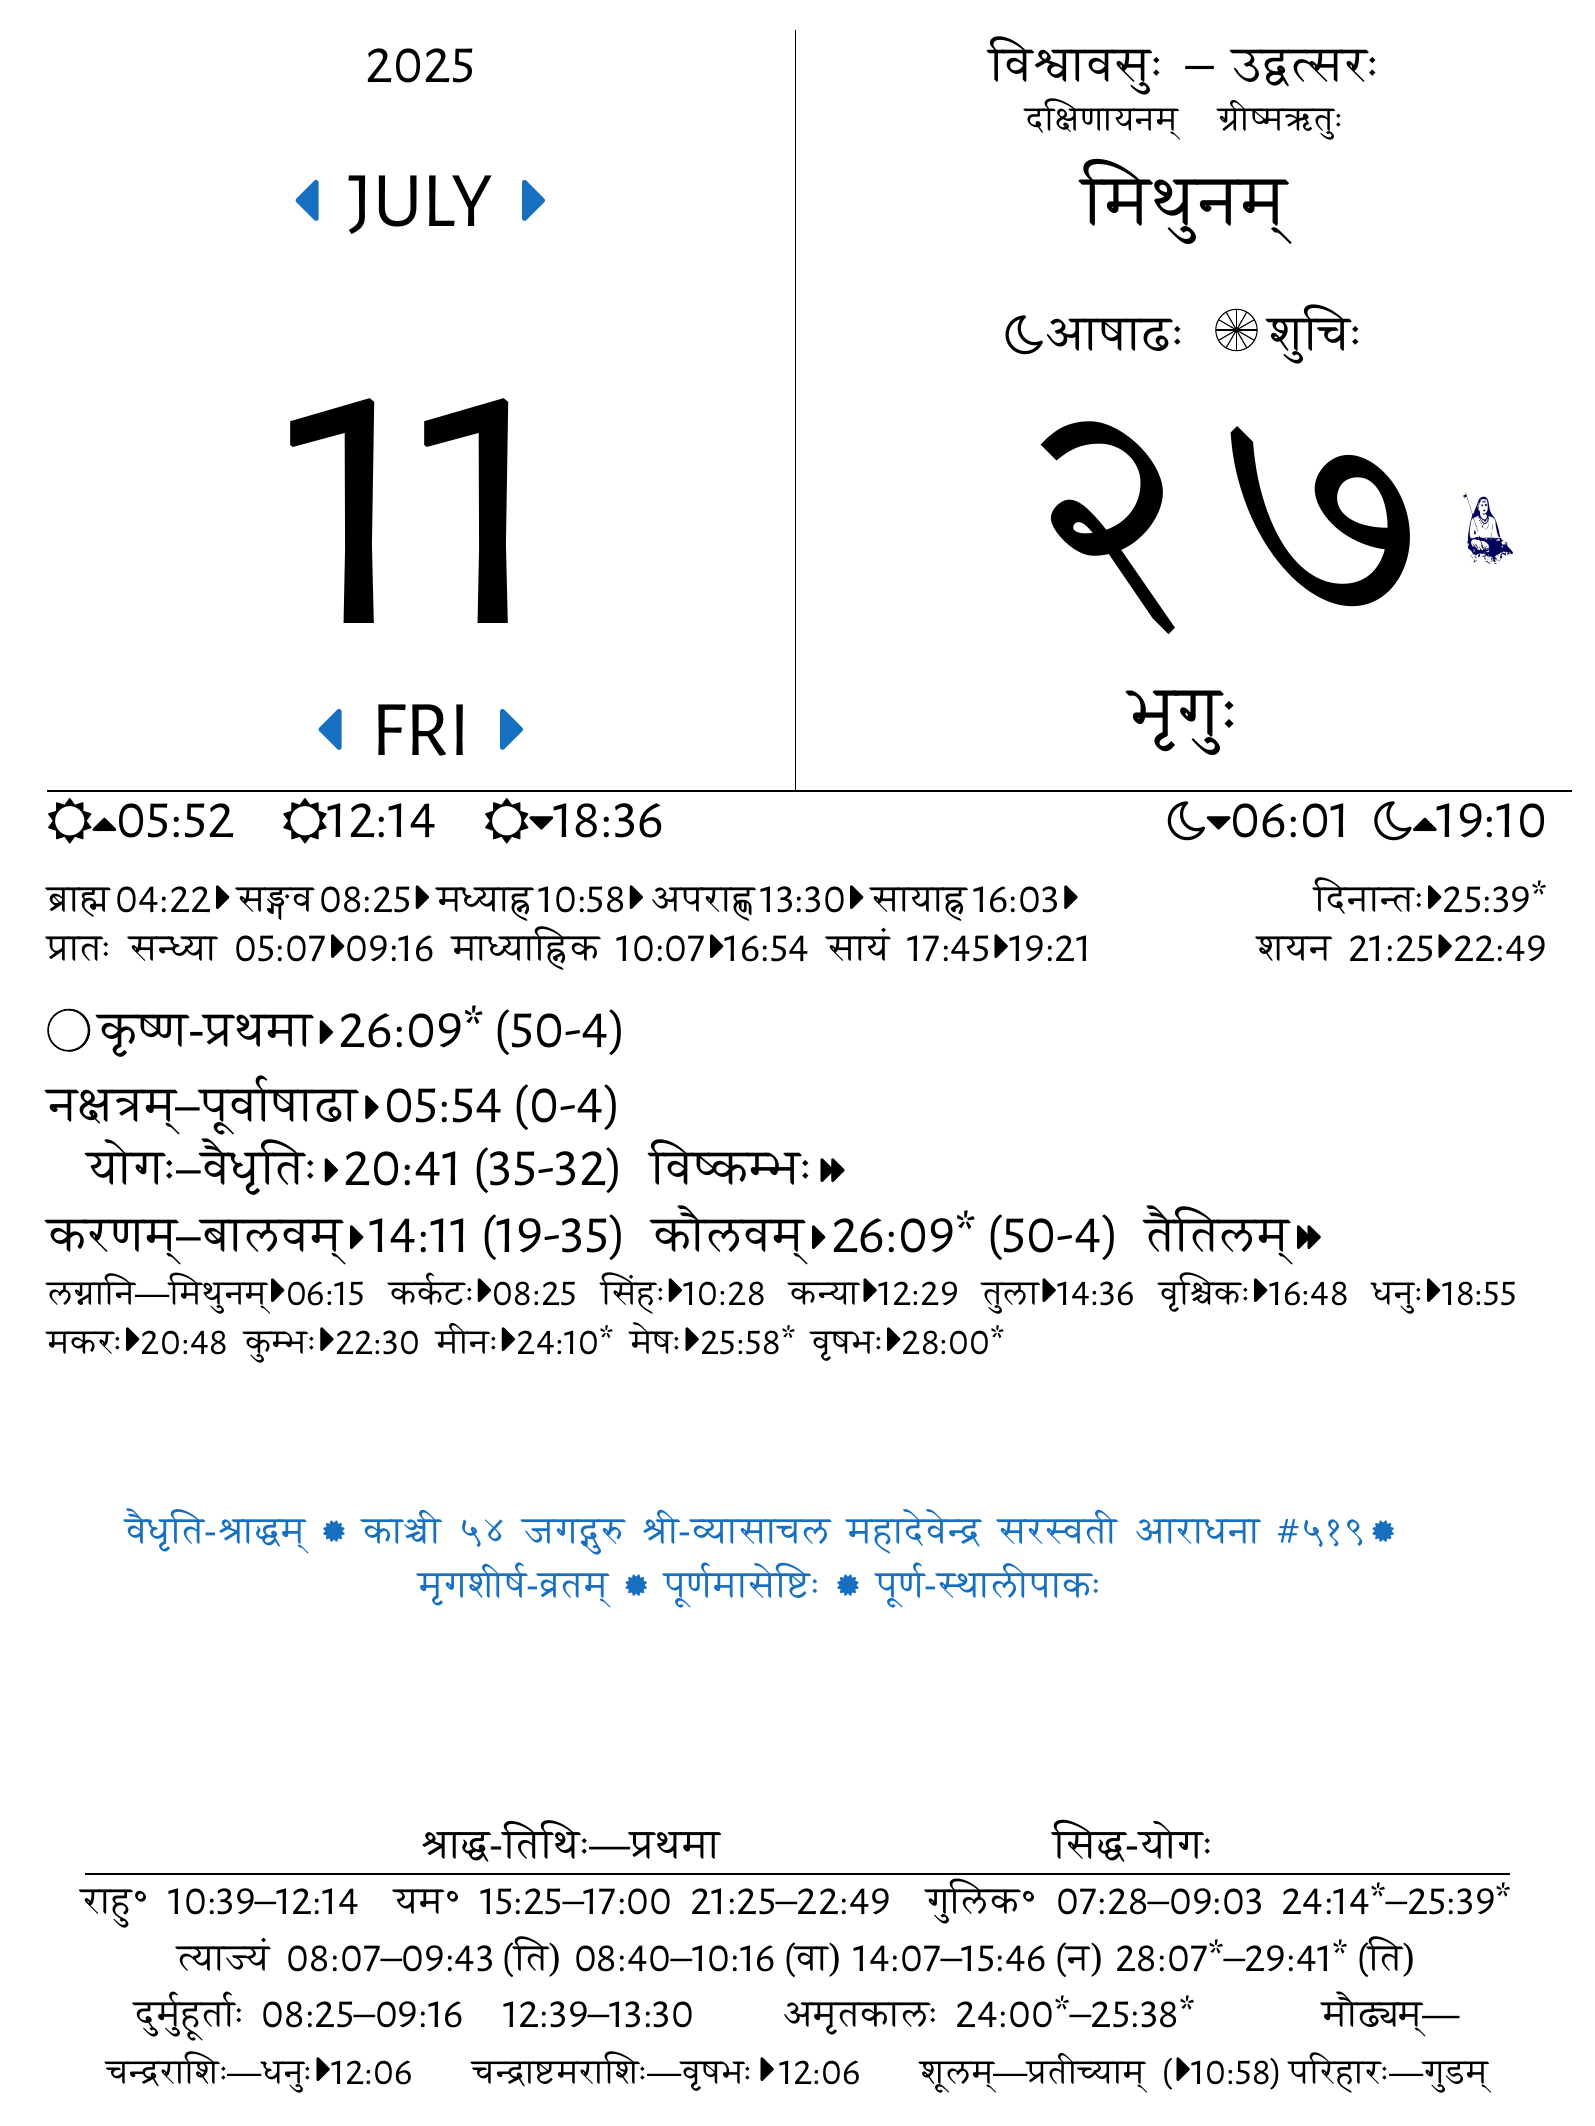 2025
JULY
11
FRI
विश्वावसुः – उद्वत्सरः
दक्षिणायनम् ग्रीष्मऋतुः
मिथुनम्
आषाढः शुचिः
२७
भृगुः
05:52 12:14 18:36 06:01 19:10
ब्राह्म 04:22 सङ्गव 08:25 मध्याह्न 10:58 अपराह्ण 13:30 सायाह्न 16:03 दिनान्तः 25:39*
प्रातः सन्ध्या 05:07 09:16 माध्याह्निक 10:07 16:54 सायं 17:45 19:21 शयन 21:25 22:49
कृष्ण-प्रथमा 26:09* (50-4)
नक्षत्रम्–पूर्वाषाढा 05:54 (0-4)
योगः–वैधृतिः 20:41 (35-32) विष्कम्भः
करणम्–बालवम् 14:11 (19-35) कौलवम् 26:09* (50-4) तैतिलम्
लग्नानि—मिथुनम् 06:15 कर्कटः 08:25 सिंहः 10:28 कन्या 12:29 तुला 14:36 वृश्चिकः 16:48 धनुः 18:55
मकरः 20:48 कुम्भः 22:30 मीनः 24:10* मेषः 25:58* वृषभः 28:00*
वैधृति-श्राद्धम् ✹ काञ्ची ५४ जगद्गुरु श्री-व्यासाचल महादेवेन्द्र सरस्वती आराधना #५१९ ✹
मृगशीर्ष-व्रतम् ✹ पूर्णमासेष्टिः ✹ पूर्ण-स्थालीपाकः
श्राद्ध-तिथिः—प्रथमा सिद्ध-योगः
राहु॰ 10:39–12:14 यम॰ 15:25–17:00 21:25–22:49 गुलिक॰ 07:28–09:03 24:14*–25:39*
त्याज्यं 08:07–09:43 (ति) 08:40–10:16 (वा) 14:07–15:46 (न) 28:07*–29:41* (ति)
दुर्मुहूर्ताः 08:25–09:16 12:39–13:30 अमृतकालः 24:00*–25:38* मौढ्यम्—
चन्द्रराशिः—धनुः 12:06 चन्द्राष्टमराशिः—वृषभः 12:06 शूलम्—प्रतीच्याम् (10:58) परिहारः—गुडम्